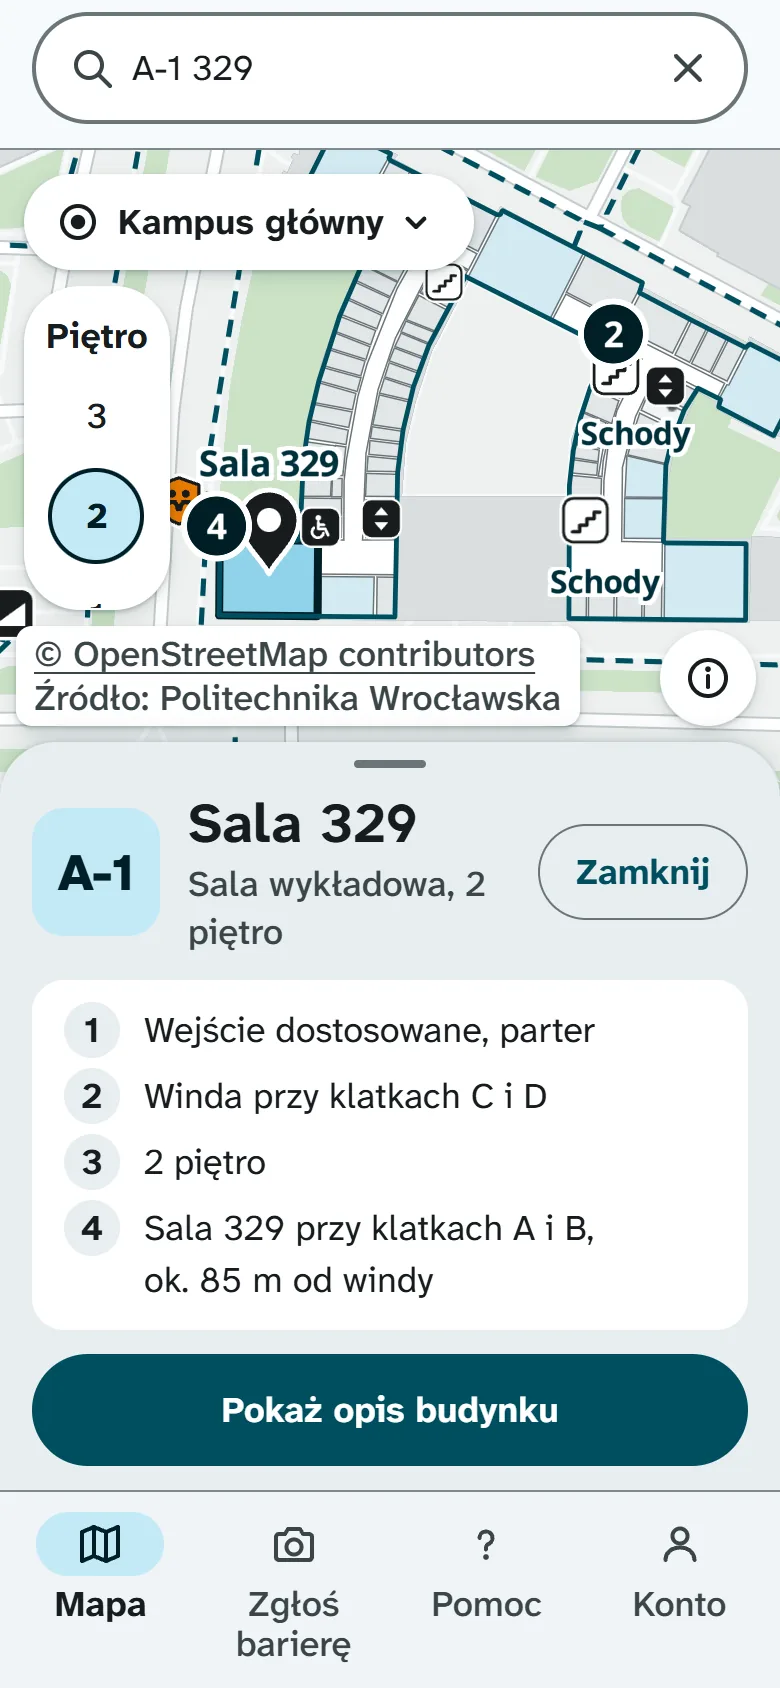 A-1 329
Kampus główny
Piętro
3
2
2
Schody
Sala 329
4
Schody
© OpenStreetMap contributors
Źródło: Politechnika Wrocławska
A-1
Sala 329
Sala wykładowa, 2
piętro
Zamknij
1 Wejście dostosowane, parter
2 Winda przy klatkach C i D
3 2 piętro
4 Sala 329 przy klatkach A i B,
ok. 85 m od windy
Pokaż opis budynku
Mapa
Zgłoś
barierę
Pomoc
Konto